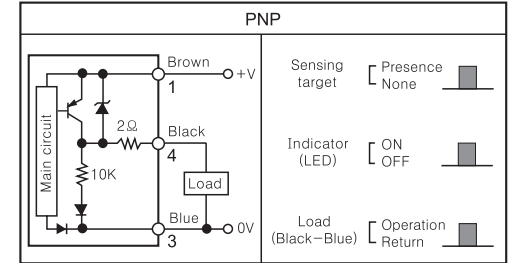 PNP
Main circuit
Brown
1
+V
2Ω
Black
4
10K
Load
Blue
3
0V
Sensing target
Presence
None
Indicator (LED)
ON
OFF
Load (Black-Blue)
Operation
Return